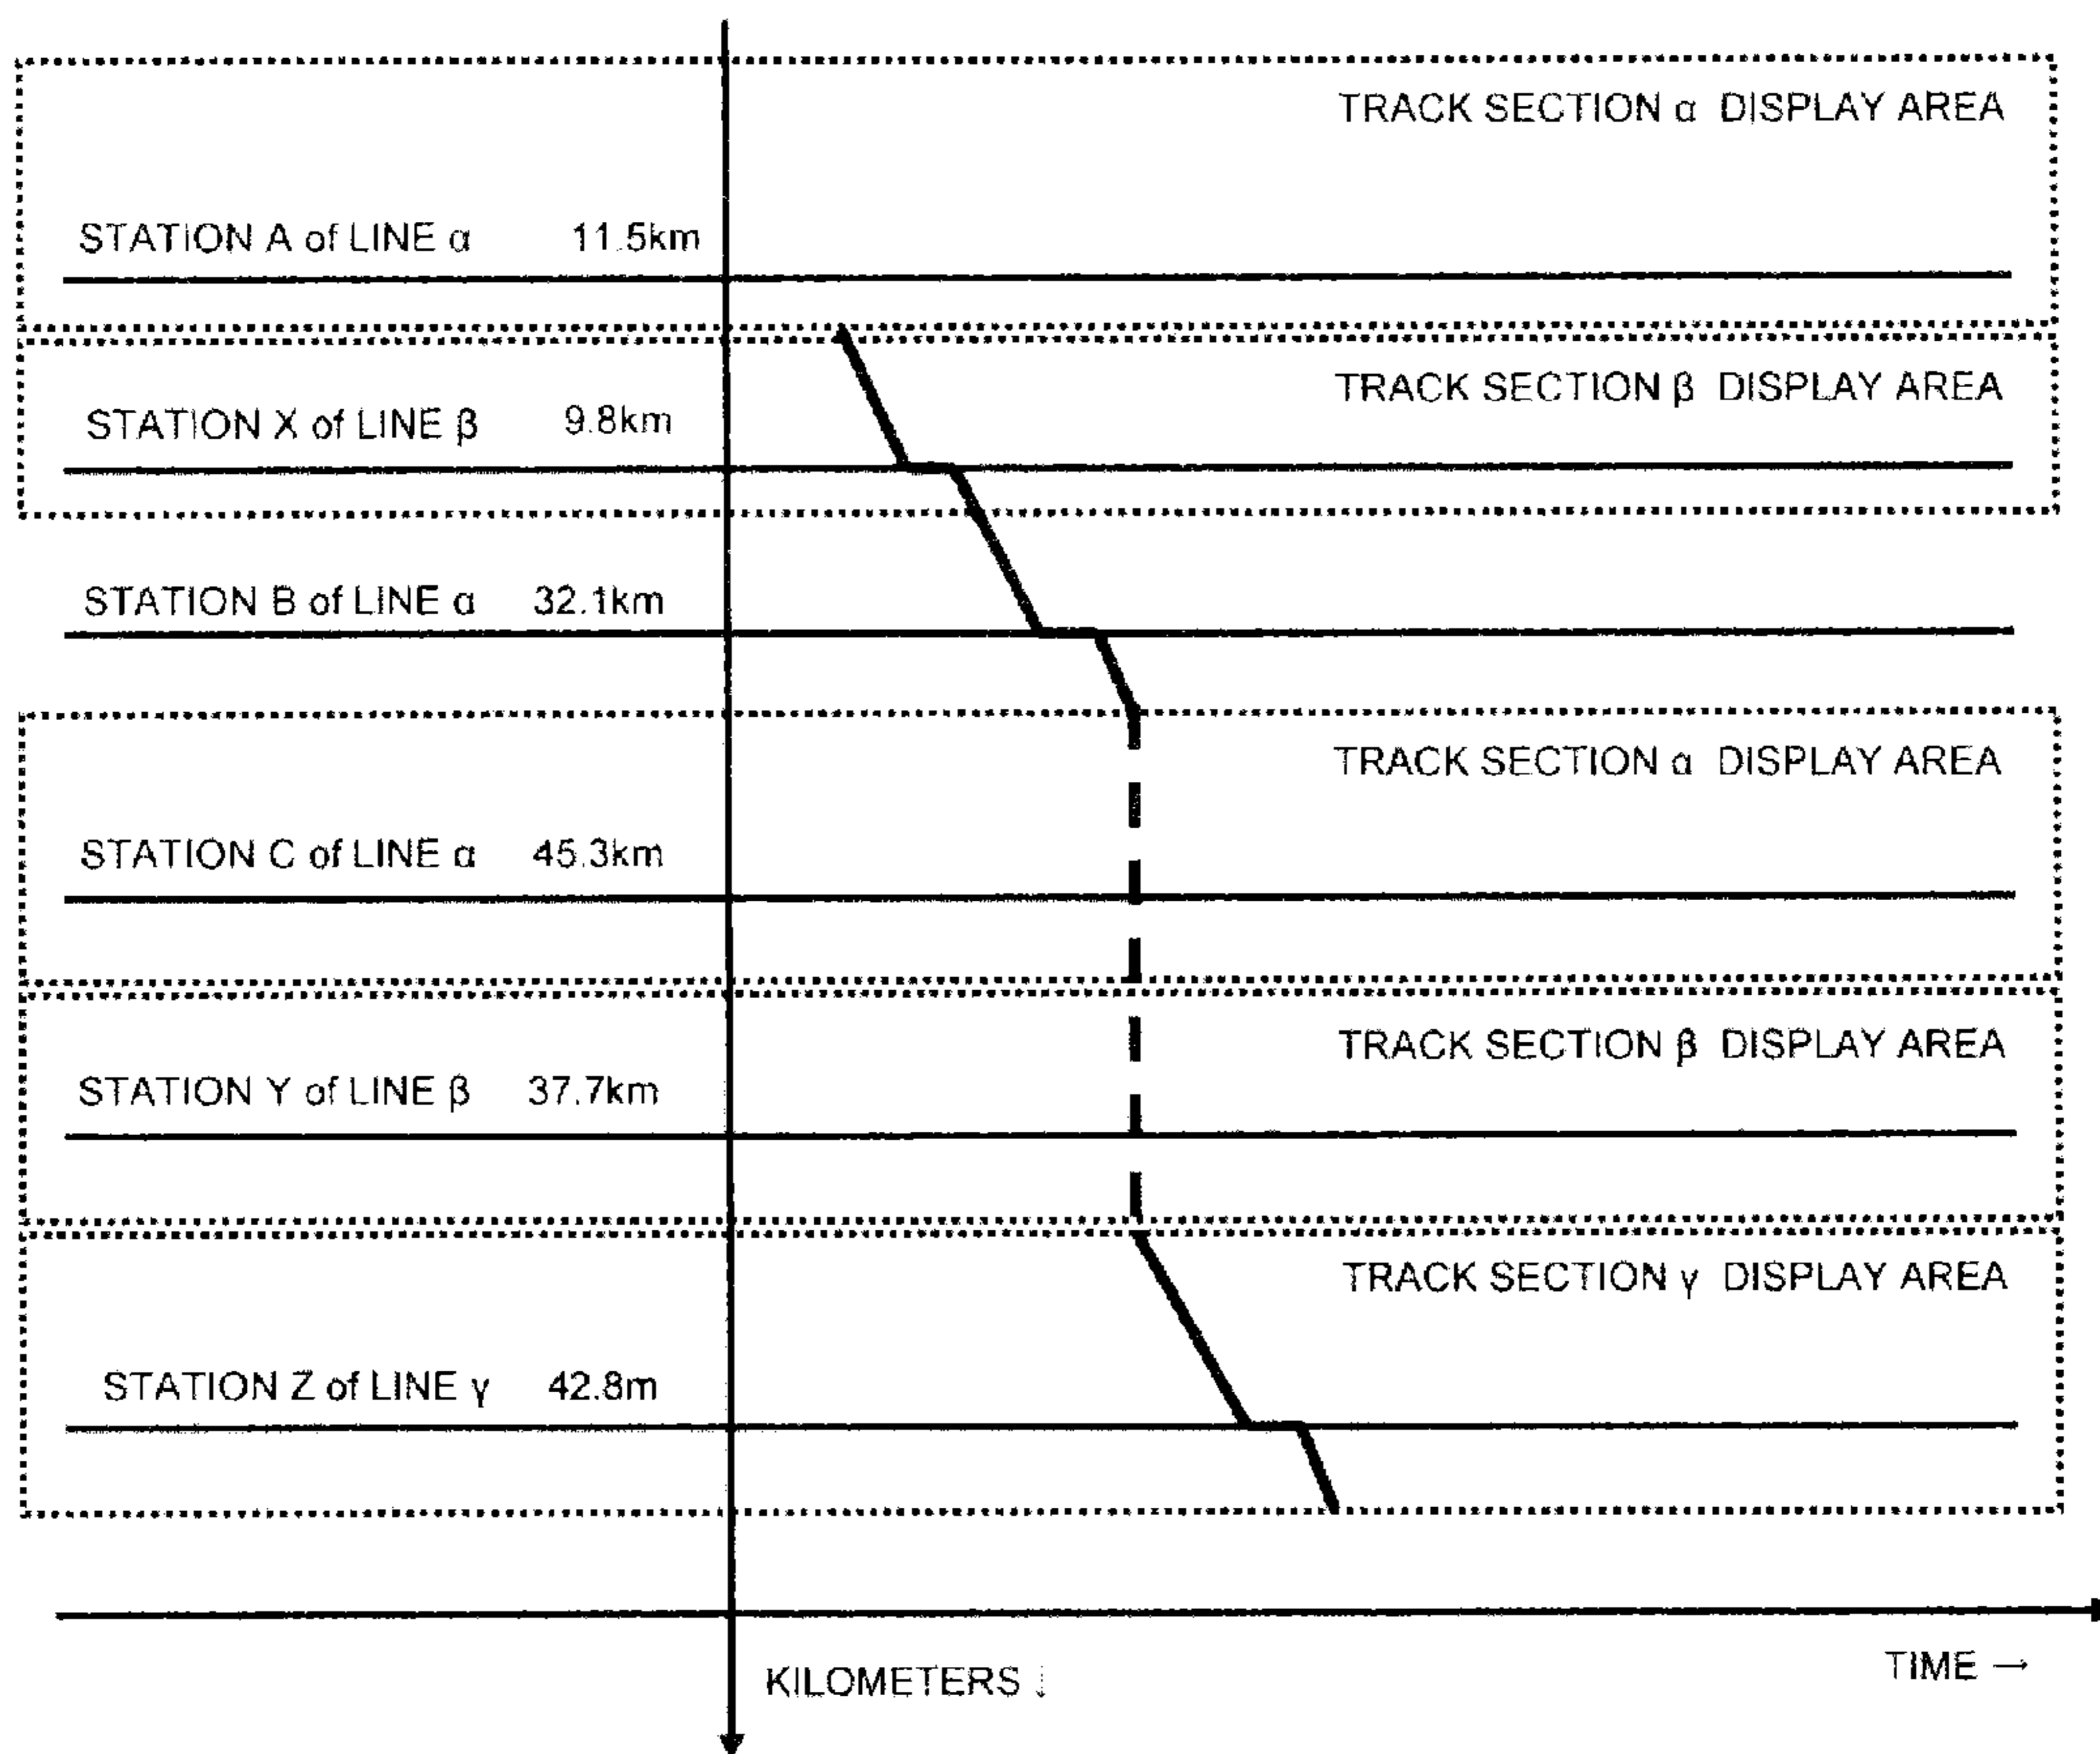 TRACK SECTION α DISPLAY AREA
STATION A of LINE α 11.5km
TRACK SECTION β DISPLAY AREA
STATION X of LINE β 9.8km
STATION B of LINE α 32.1km
TRACK SECTION α DISPLAY AREA
STATION C of LINE α 45.3km
TRACK SECTION β DISPLAY AREA
STATION Y of LINE β 37.7km
TRACK SECTION γ DISPLAY AREA
STATION Z of LINE γ 42.8m
TIME →
KILOMETERS ↓